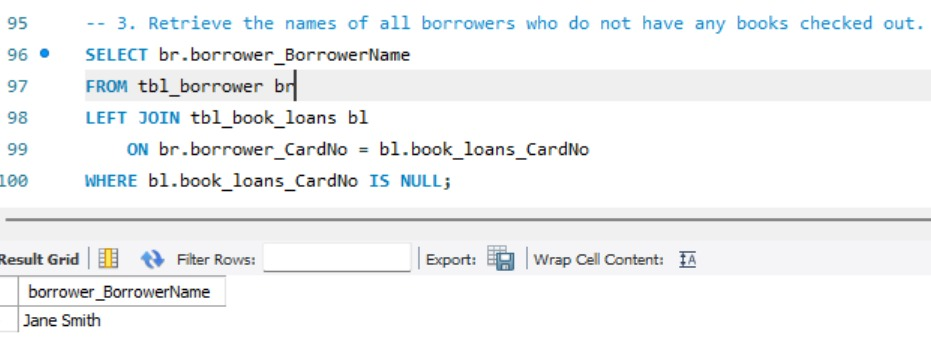 95 -- 3. Retrieve the names of all borrowers who do not have any books checked out.
96 SELECT br.borrower_BorrowerName
97 FROM tbl_borrower br
98 LEFT JOIN tbl_book_loans bl
99 ON br.borrower_CardNo = bl.book_loans_CardNo
100 WHERE bl.book_loans_CardNo IS NULL;
Result Grid Filter Rows: Export: Wrap Cell Content: IA
borrower_BorrowerName
Jane Smith